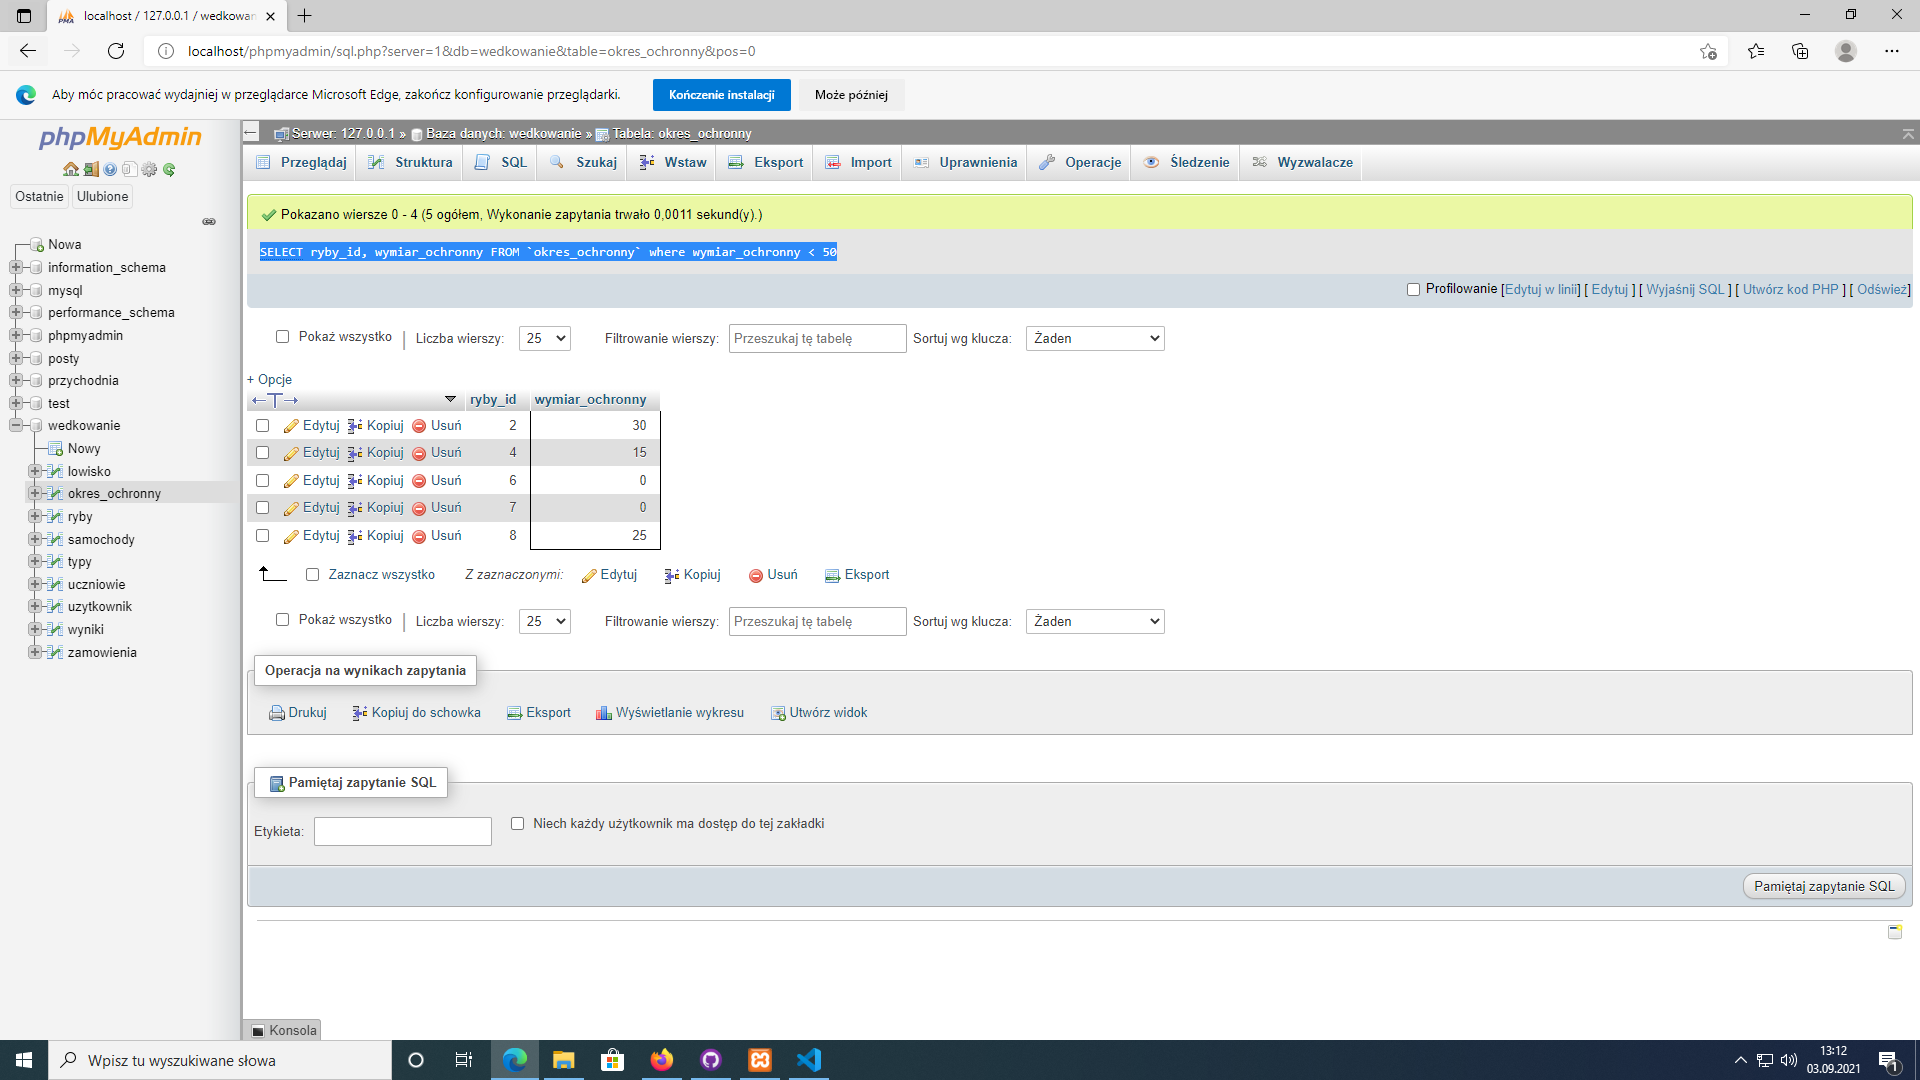 localhost / 127.0.0.1 / wedkowan
localhost/phpmyadmin/sql.php?server=1&db=wedkowanie&table=okres_ochronny&pos=0
Aby móc pracować wydajniej w przeglądarce Microsoft Edge, zakończ konfigurowanie przeglądarki.
Kończenie instalacji
Może później
phpMyAdmin
Ostatnie
Ulubione
Nowa
information_schema
mysql
performance_schema
phpmyadmin
posty
przychodnia
test
wedkowanie
Nowy
lowisko
okres_ochronny
ryby
samochody
typy
uczniowie
uzytkownik
wyniki
zamowienia
Serwer: 127.0.0.1 » Baza danych: wedkowanie » Tabela: okres_ochronny
Przeglądaj Struktura SQL Szukaj Wstaw Eksport Import Uprawnienia Operacje Śledzenie Wyzwalacze
Pokazano wiersze 0 - 4 (5 ogółem, Wykonanie zapytania trwało 0,0011 sekund(y).)
SELECT ryby_id, wymiar_ochronny FROM `okres_ochronny` where wymiar_ochronny < 50
Profilowanie [Edytuj w linii] [ Edytuj ] [ Wyjaśnij SQL ] [ Utwórz kod PHP ] [ Odśwież]
Pokaż wszystko | Liczba wierszy: 25 Filtrowanie wierszy: Przeszukaj tę tabelę Sortuj wg klucza: Żaden
+ Opcje
←T→ ryby_id wymiar_ochronny
Edytuj Kopiuj Usuń 2 30
Edytuj Kopiuj Usuń 4 15
Edytuj Kopiuj Usuń 6 0
Edytuj Kopiuj Usuń 7 0
Edytuj Kopiuj Usuń 8 25
Zaznacz wszystko Z zaznaczonymi: Edytuj Kopiuj Usuń Eksport
Pokaż wszystko | Liczba wierszy: 25 Filtrowanie wierszy: Przeszukaj tę tabelę Sortuj wg klucza: Żaden
Operacja na wynikach zapytania
Drukuj Kopiuj do schowka Eksport Wyświetlanie wykresu Utwórz widok
Pamiętaj zapytanie SQL
Etykieta: Niech każdy użytkownik ma dostęp do tej zakładki
Pamiętaj zapytanie SQL
Konsola
Wpisz tu wyszukiwane słowa
13:12
03.09.2021
1